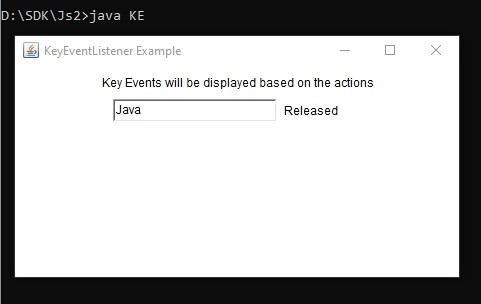 D:\SDK\Js2>java KE
KeyEventListener Example
Key Events will be displayed based on the actions
Java Released